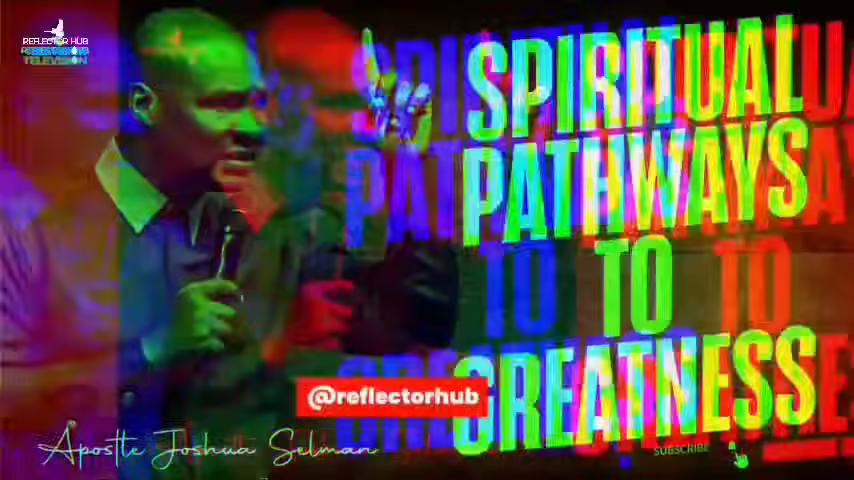 REFLECTOR HUB
TELEVISION
SPIRITUAL
PATHWAYS
TO
GREATNESS
@reflectorhub
Apostle Joshua Selman
SUBSCRIBE